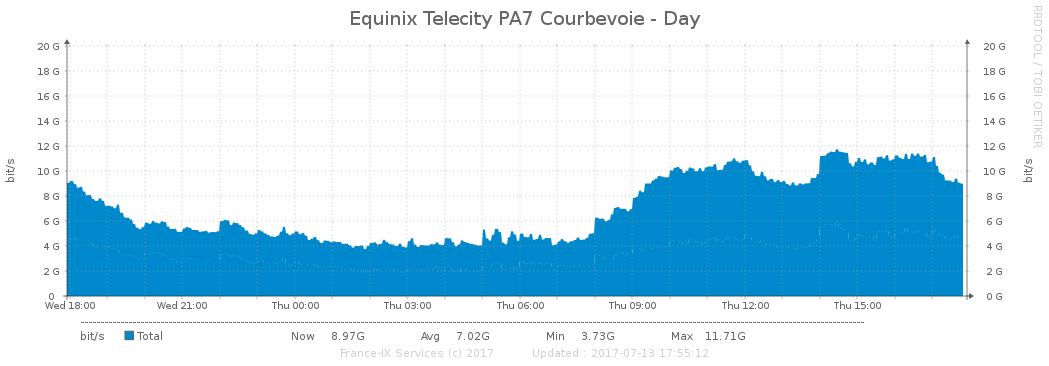 Equinix Telecity PA7 Courbevoie - Day
RRDTOOL / TOBI OETIKER
bit/s
bit/s
20 G 20 G
18 G 18 G
16 G 16 G
14 G 14 G
12 G 12 G
10 G 10 G
8 G 8 G
6 G 6 G
4 G 4 G
2 G 2 G
0 0 G
Wed 18:00 Wed 21:00 Thu 00:00 Thu 03:00 Thu 06:00 Thu 09:00 Thu 12:00 Thu 15:00
bit/s Total Now 8.97G Avg 7.02G Min 3.73G Max 11.71G
France-IX Services (c) 2017 Updated : 2017-07-13 17:55:12